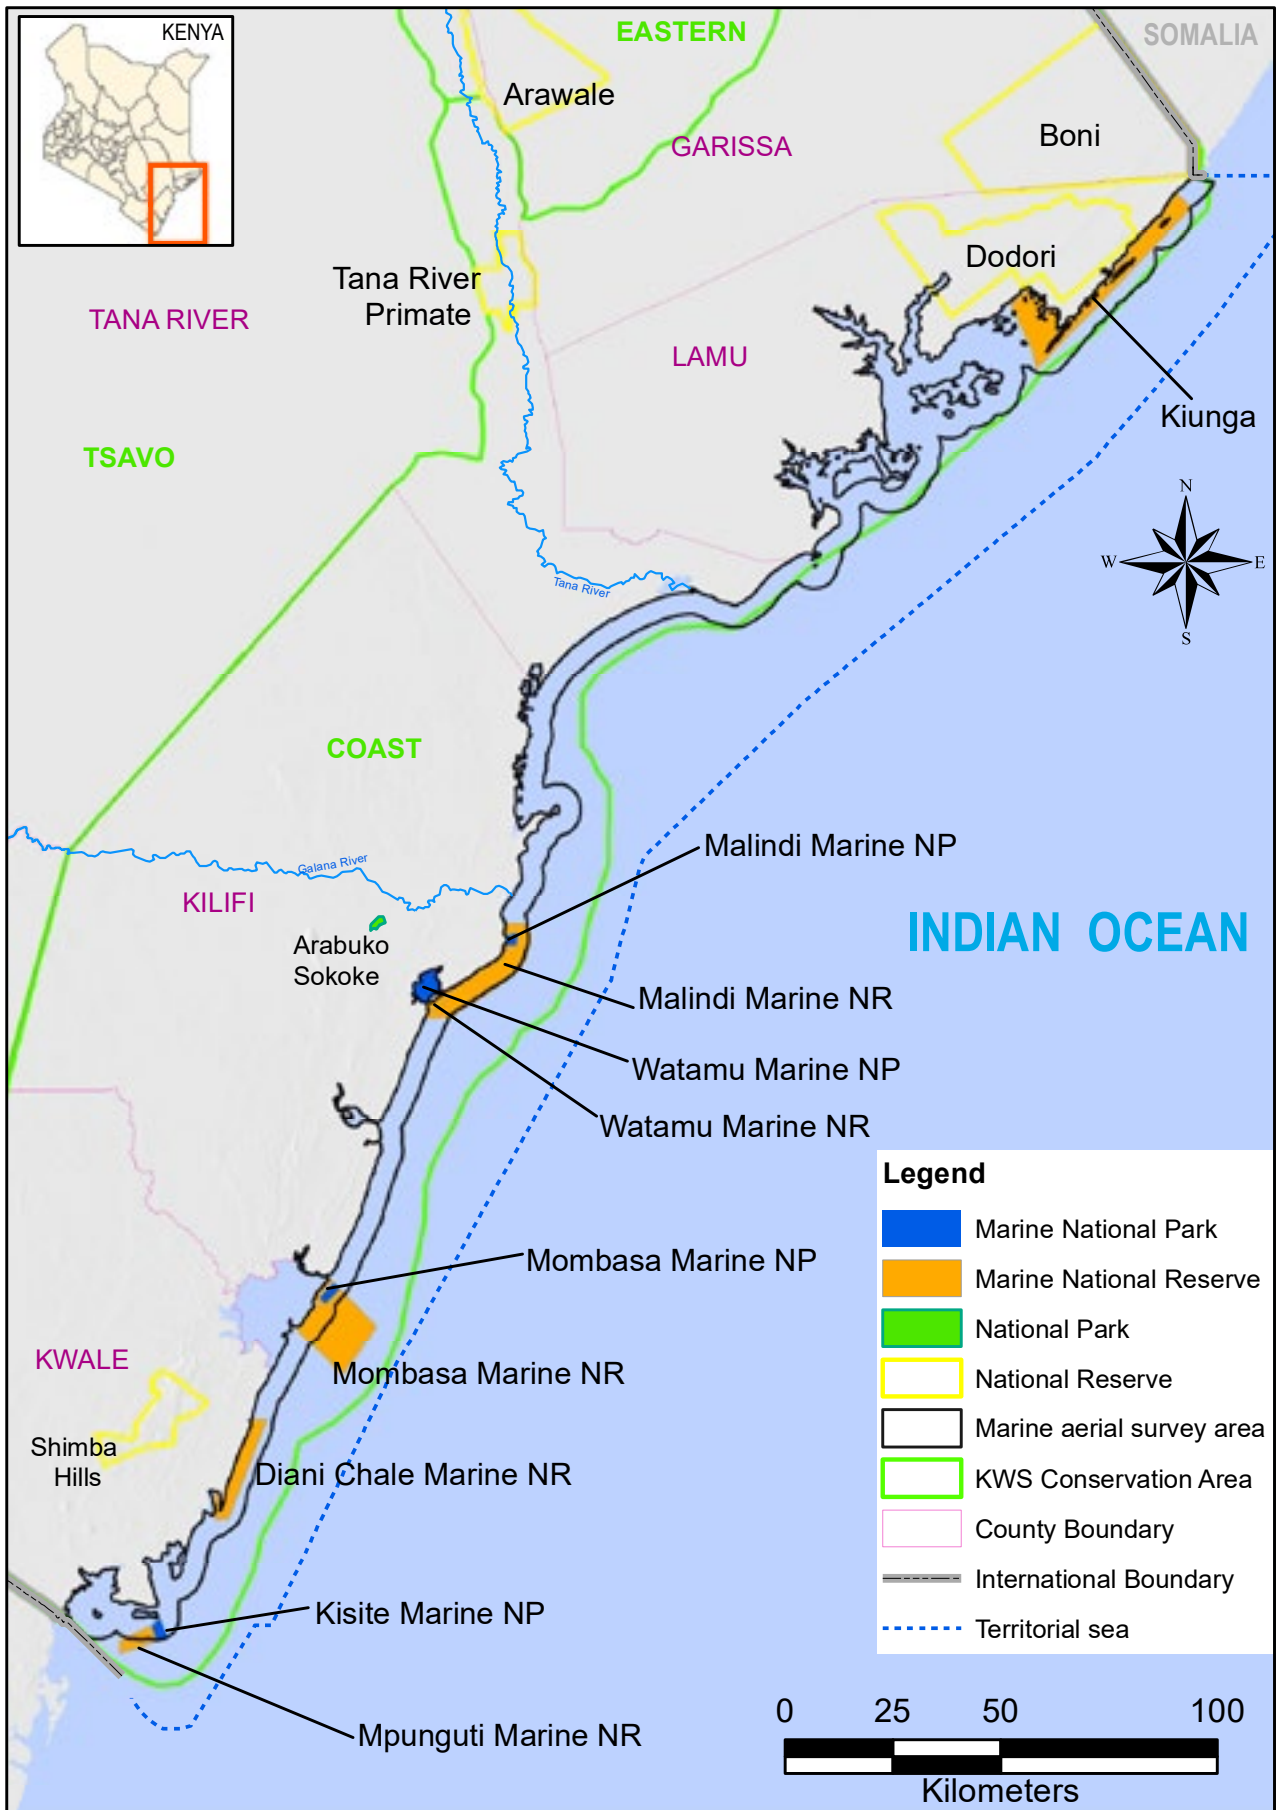 KENYA
EASTERN
SOMALIA
Arawale
Boni
GARISSA
Dodori
Tana River
Primate
TANA RIVER
LAMU
Kiunga
TSAVO
N
W
E
S
Tana River
COAST
Malindi Marine NP
Galana River
KILIFI
INDIAN OCEAN
Arabuko
Sokoke
Malindi Marine NR
Watamu Marine NP
Watamu Marine NR
Mombasa Marine NP
KWALE
Mombasa Marine NR
Shimba
Hills
Diani Chale Marine NR
Kisite Marine NP
Mpunguti Marine NR
Legend
Marine National Park
Marine National Reserve
National Park
National Reserve
Marine aerial survey area
KWS Conservation Area
County Boundary
International Boundary
Territorial sea
0 25 50 100
Kilometers